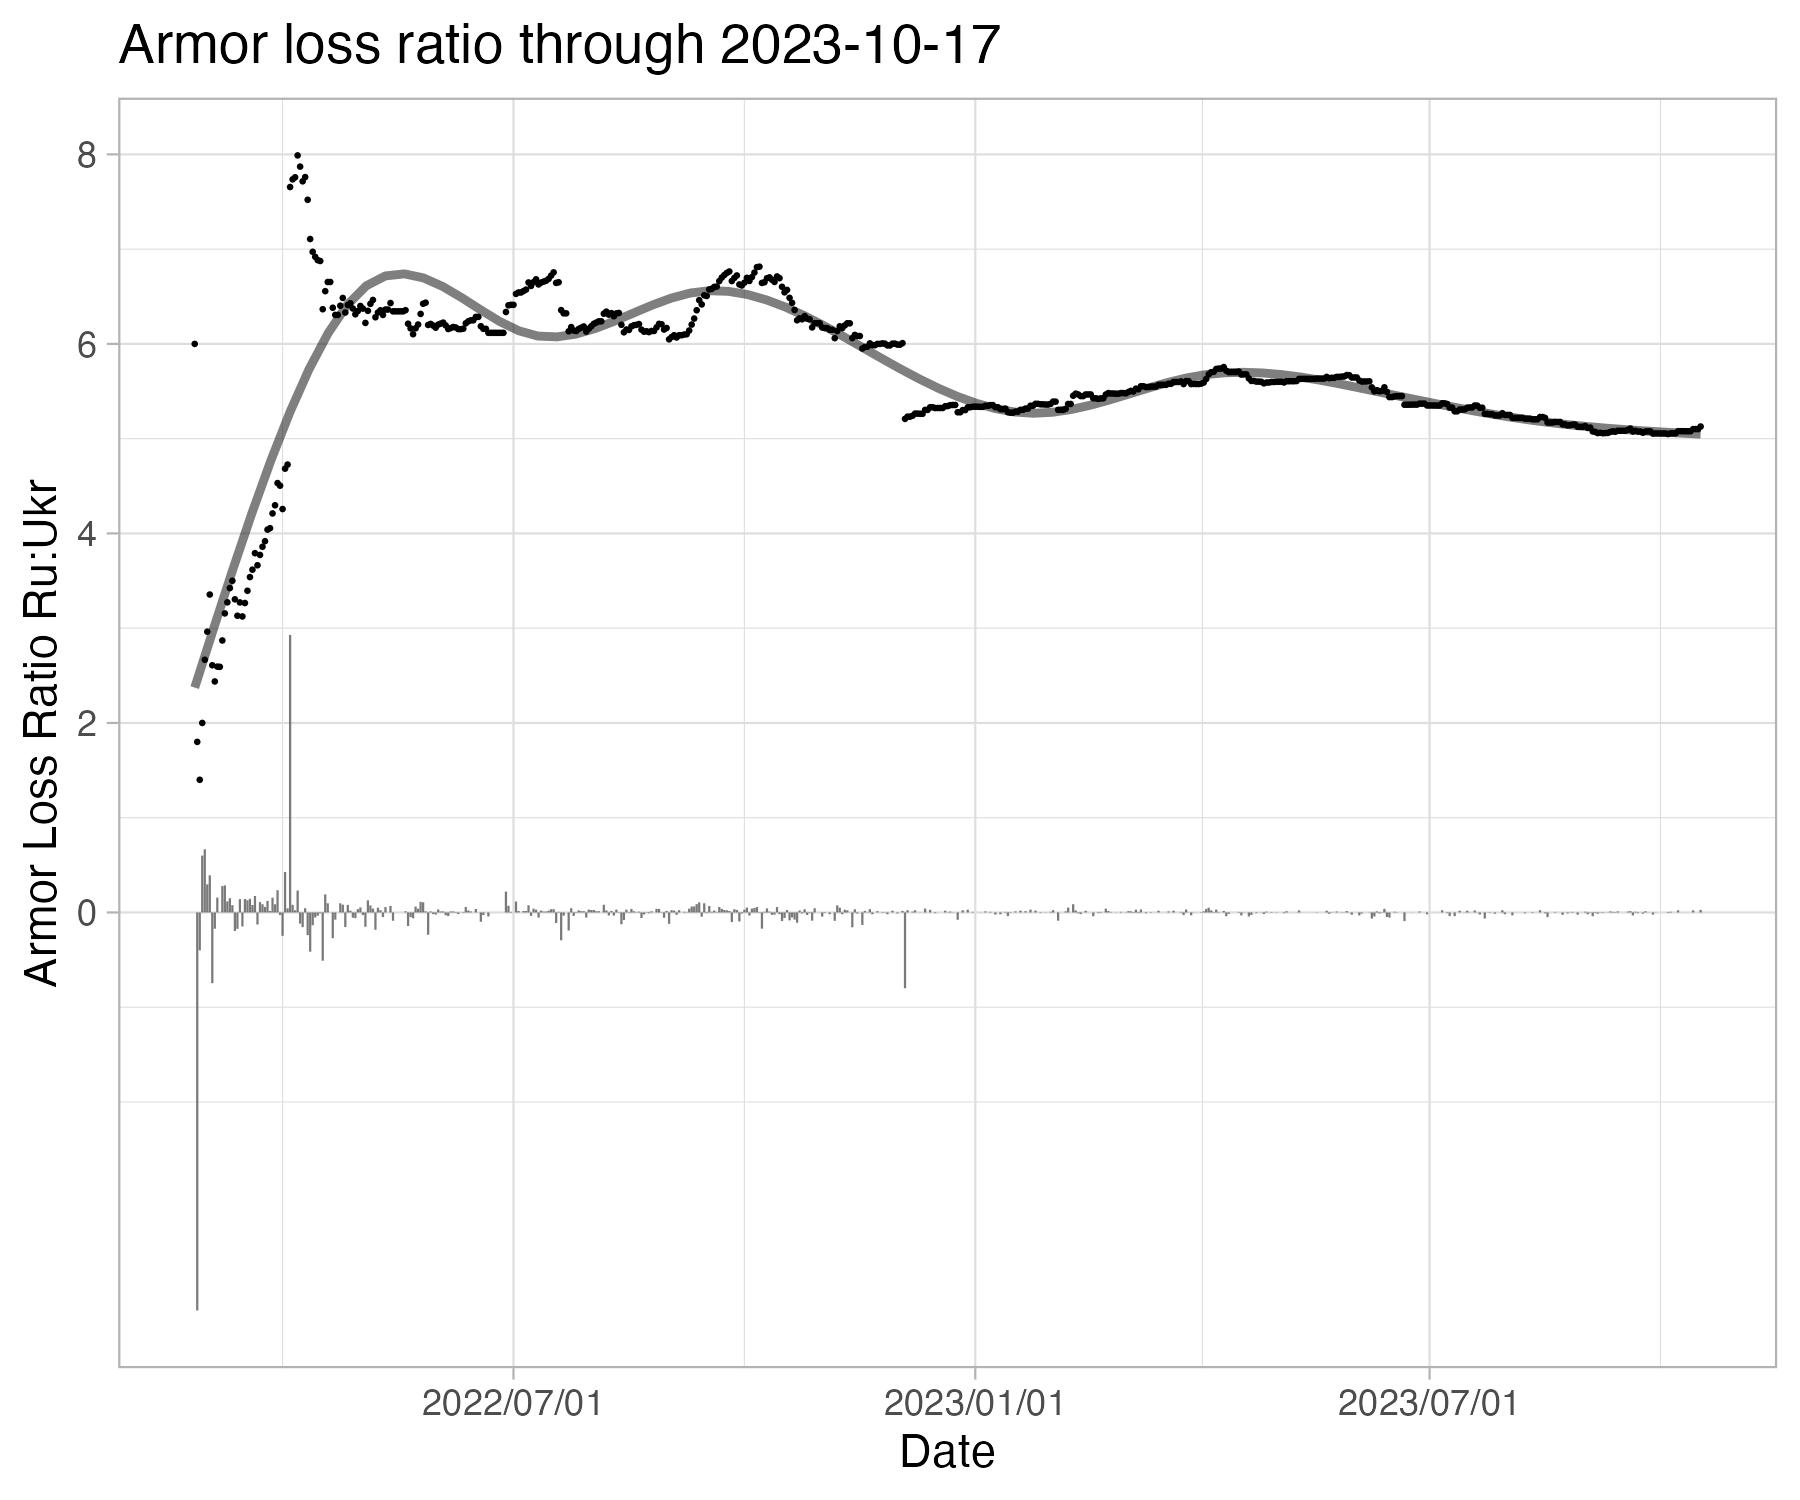 Armor loss ratio through 2023-10-17
Armor Loss Ratio Ru:Ukr
8
6
4
2
0
2022/07/01
2023/01/01
2023/07/01
Date